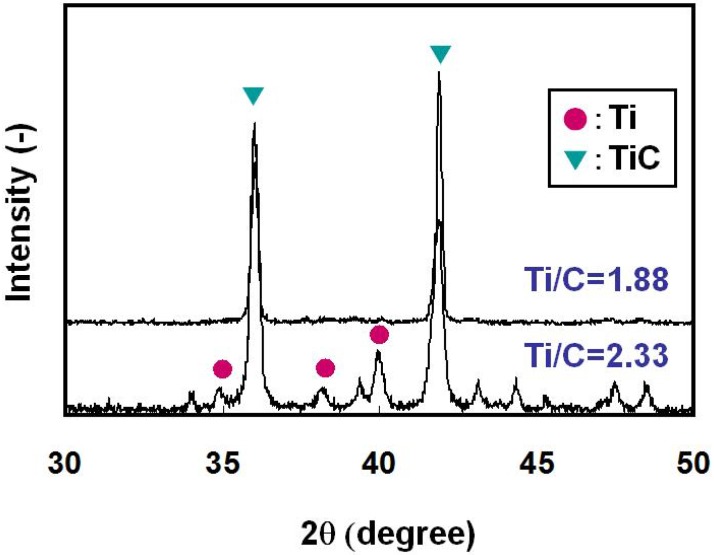 : Ti
: TiC
Intensity (-)
Ti/C=1.88
Ti/C=2.33
30 35 40 45 50
2θ (degree)